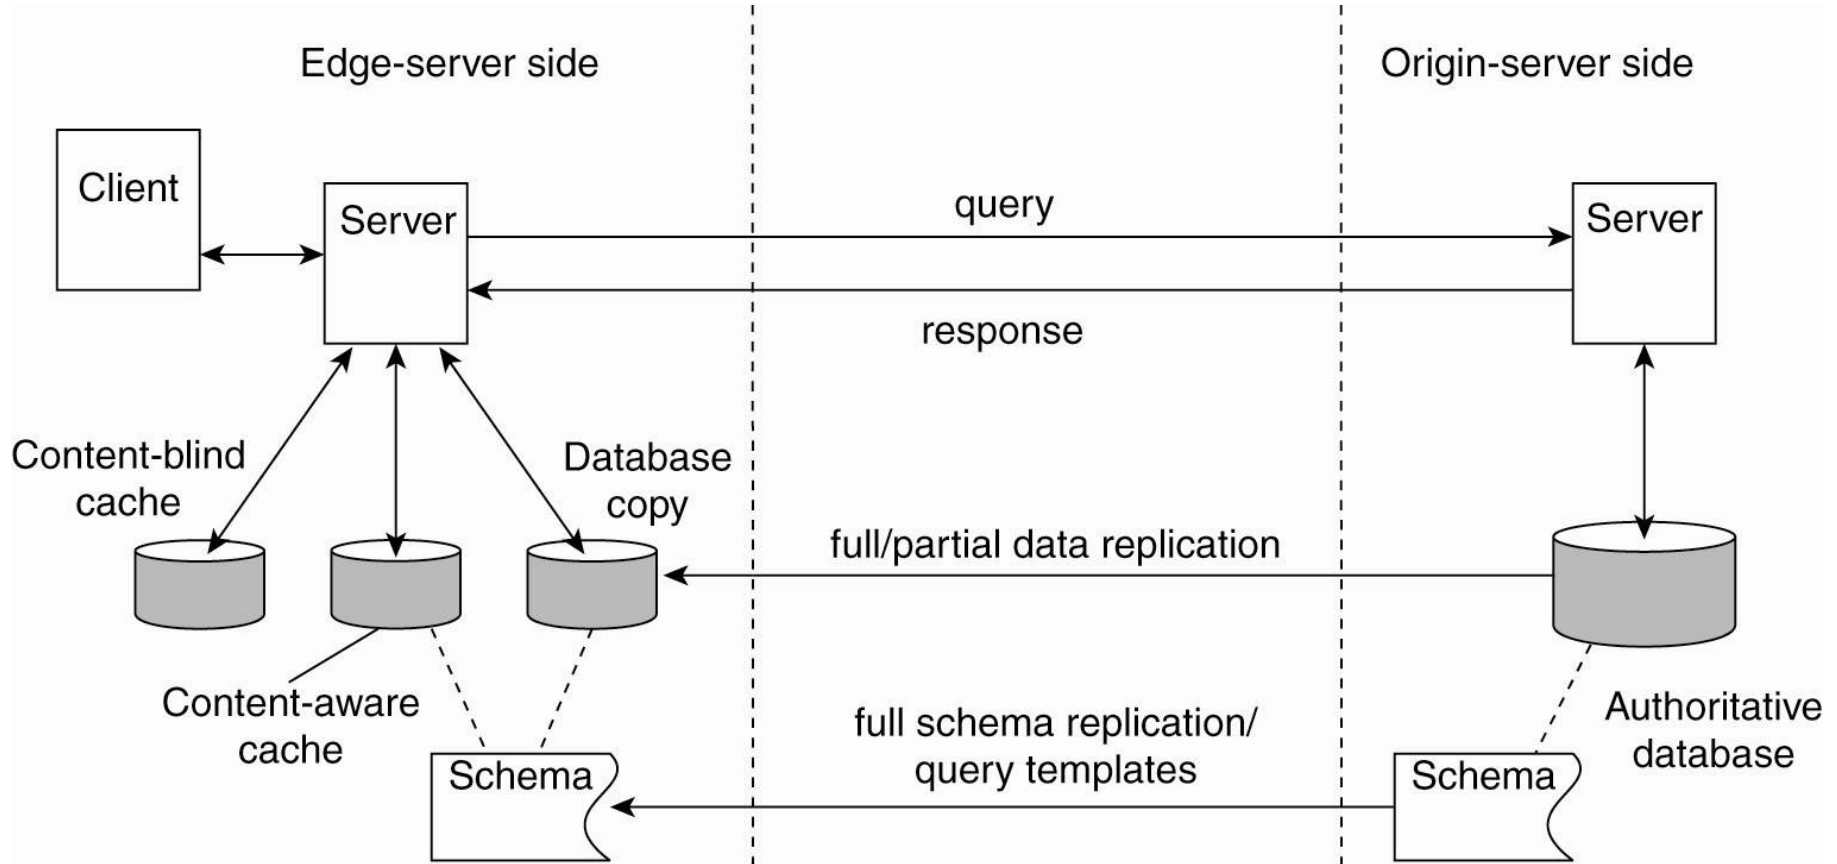 Edge-server side
Origin-server side
Client
Server
query
Server
response
Content-blind
cache
Database
copy
full/partial data replication
Content-aware
cache
full schema replication/
query templates
Authoritative
database
Schema
Schema